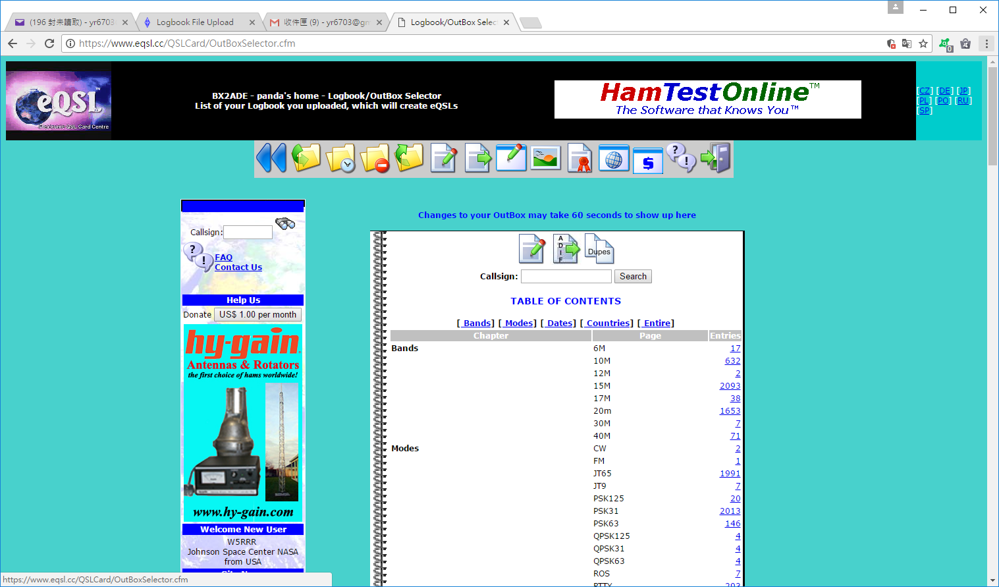 (196 封未讀取) - yr6703
Logbook File Upload
收件匣 (9) - yr6703@gm
Logbook/OutBox Selec
https://www.eqsl.cc/QSLCard/OutBoxSelector.cfm
0
eQSL™
Electronic QSL Card Centre
BX2ADE - panda's home - Logbook/OutBox Selector
List of your Logbook you uploaded, which will create eQSLs
HamTestOnline™
The Software that Knows You™
[CZ] [DE] [JP]
[PL] [PO] [RU]
[SP]
$
?
!
Callsign:
?
!
FAQ
Contact Us
Help Us
Donate US$ 1.00 per month
hy-gain.
Antennas & Rotators
the first choice of hams worldwide!
www.hy-gain.com
Welcome New User
W5RRR
Johnson Space Center NASA
from USA
Changes to your OutBox may take 60 seconds to show up here
ADIF
Dupes
Callsign: Search
TABLE OF CONTENTS
[ Bands] [ Modes] [ Dates] [ Countries] [ Entire]
Chapter Page Entries
Bands 6M 17
10M 632
12M 2
15M 2093
17M 38
20m 1653
30M 7
40M 71
Modes CW 2
FM 1
JT65 1991
JT9 7
PSK125 20
PSK31 2013
PSK63 146
QPSK125 4
QPSK31 4
QPSK63 4
ROS 7
RTTY 293
https://www.eqsl.cc/QSLCard/OutBoxSelector.cfm